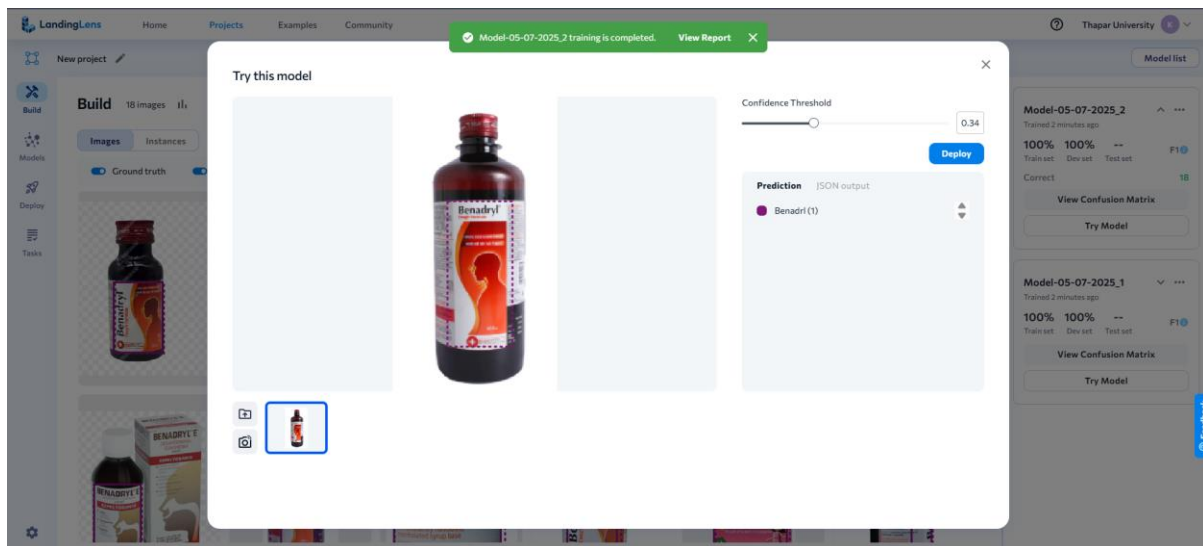 LandingLens
Home
Projects
Examples
Community
Model-05-07-2025_2 training is completed.
View Report
Thapar University
K
New project
Model list
Build
Models
Deploy
Tasks
Build
18 images
Images
Instances
Ground truth
Benadryl
BENADRYL E
BENADRYL E
Try this model
Benadryl
Confidence Threshold
0.34
Deploy
Prediction
JSON output
Benadrl (1)
Model-05-07-2025_2
Trained 2 minutes ago
100%
100%
--
F1
Train set
Dev set
Test set
Correct
18
View Confusion Matrix
Try Model
Model-05-07-2025_1
Trained 2 minutes ago
100%
100%
--
F1
Train set
Dev set
Test set
View Confusion Matrix
Try Model